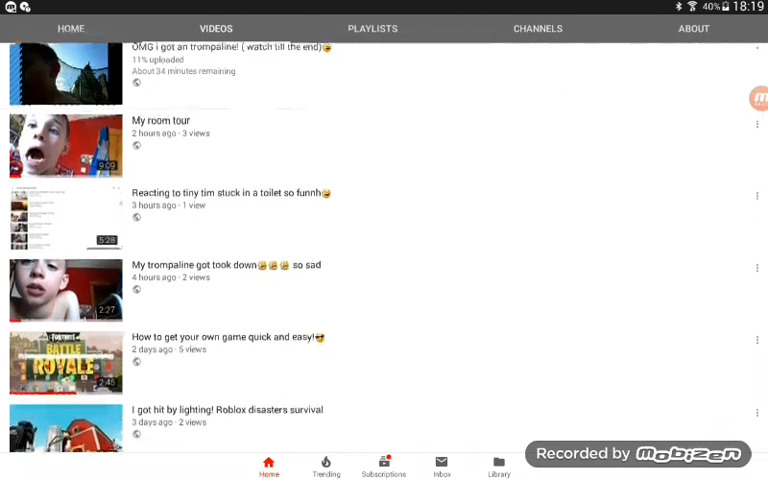 40% 18:19
HOME VIDEOS PLAYLISTS CHANNELS ABOUT
OMG i got an trompaline! ( watch till the end)😂
11% uploaded
About 34 minutes remaining
My room tour
2 hours ago · 3 views
9:09
Reacting to tiny tim stuck in a toilet so funnh😂
3 hours ago · 1 view
5:28
My trompaline got took down😫😫😫 so sad
4 hours ago · 2 views
2:27
How to get your own game quick and easy!😎
2 days ago · 5 views
FORTNITE
BATTLE
ROYALE
2:45
I got hit by lighting! Roblox disasters survival
3 days ago · 2 views
Recorded by mobizen
Home Trending Subscriptions Inbox Library